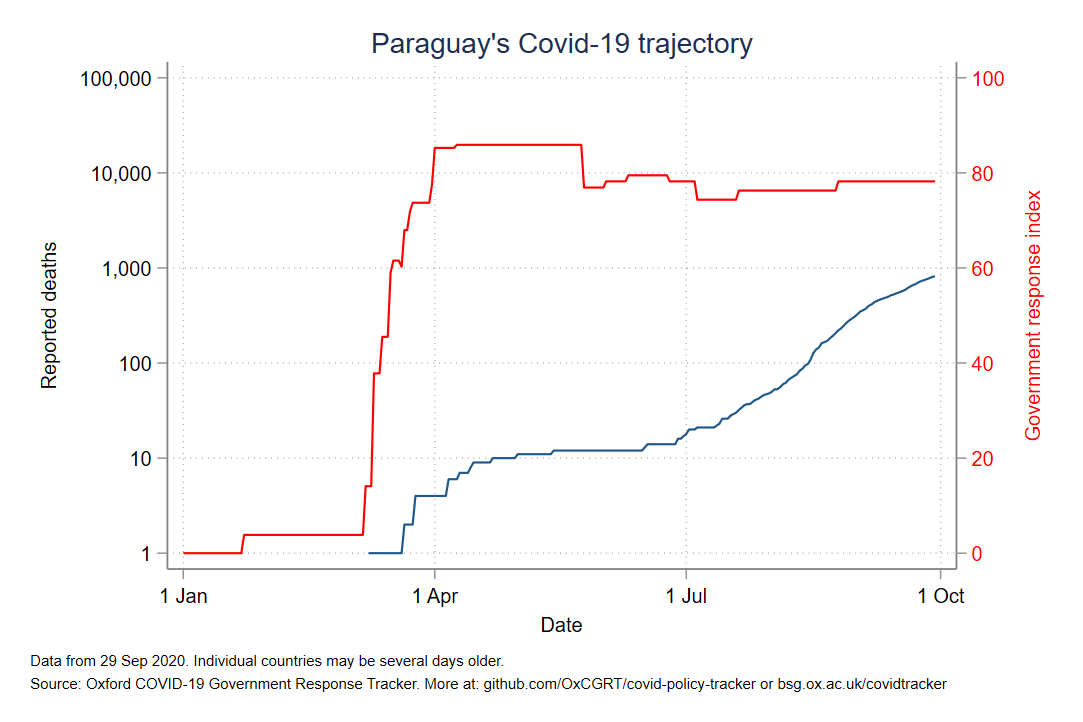 Paraguay's Covid-19 trajectory
100,000
10,000
1,000
100
10
1
Reported deaths
100
80
60
40
20
0
Government response index
1 Jan
1 Apr
1 Jul
1 Oct
Date
Data from 29 Sep 2020. Individual countries may be several days older.
Source: Oxford COVID-19 Government Response Tracker. More at: github.com/OxCGRT/covid-policy-tracker or bsg.ox.ac.uk/covidtracker